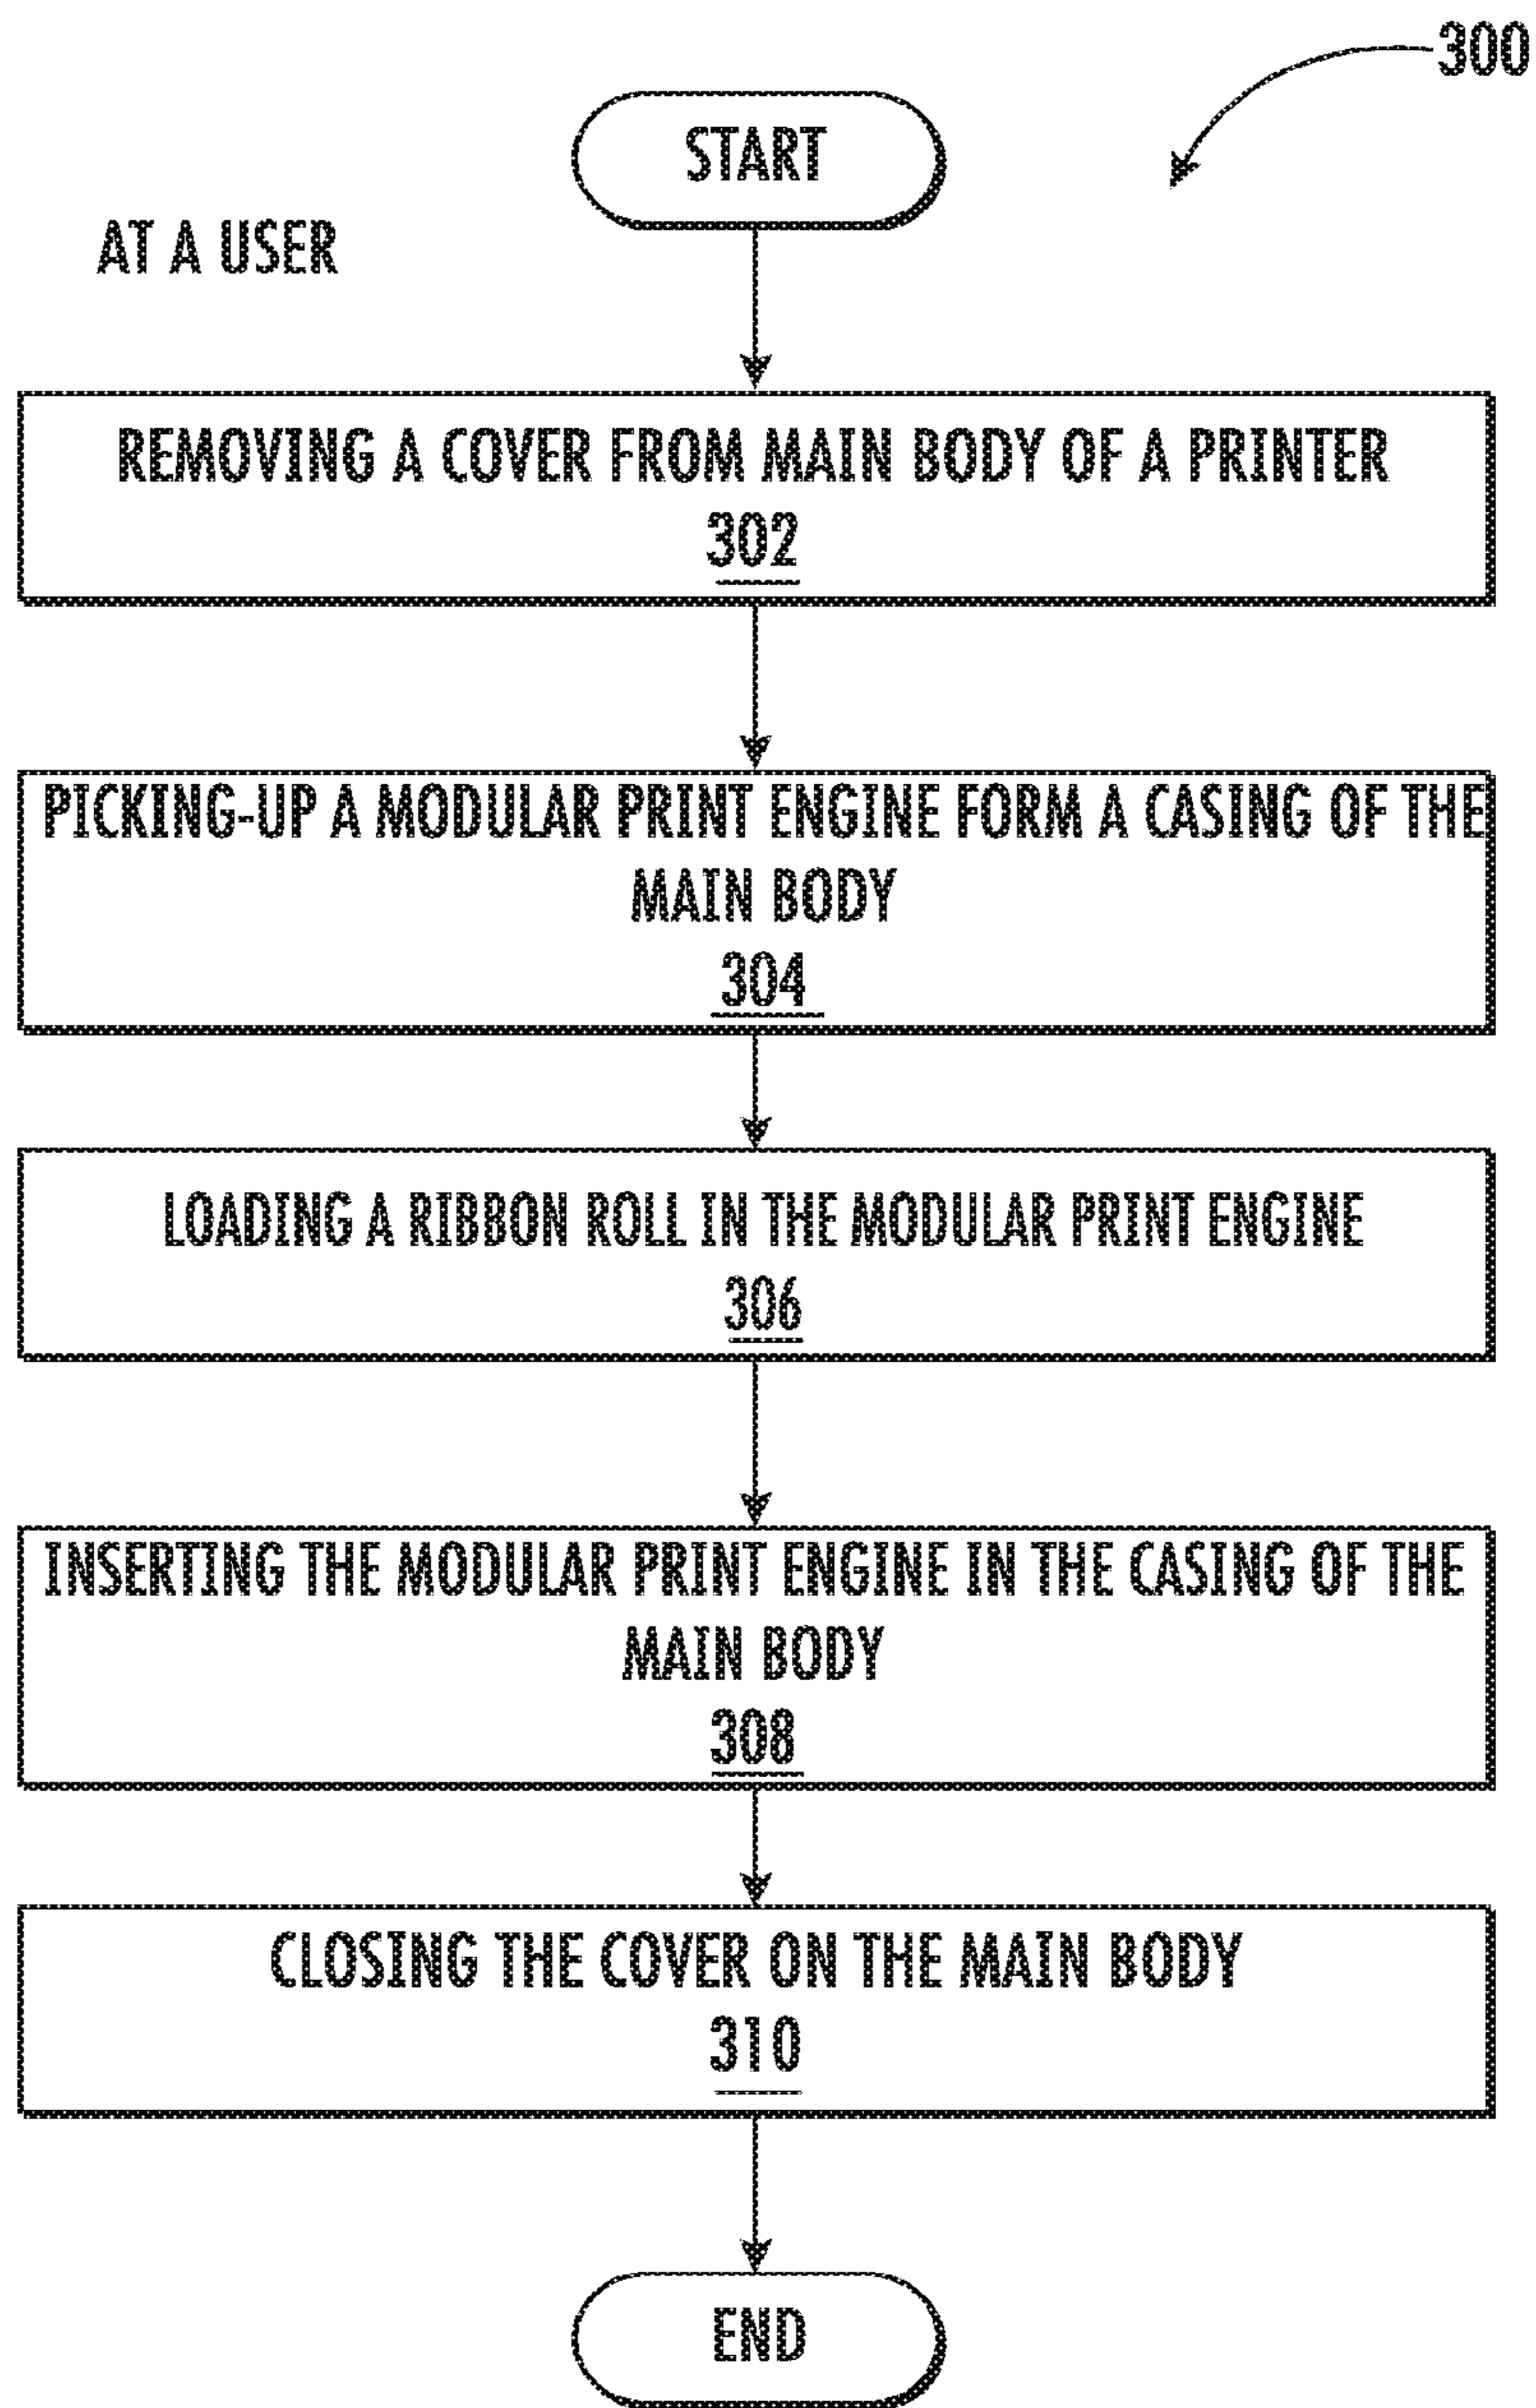 300
START
AT A USER
REMOVING A COVER FROM MAIN BODY OF A PRINTER
302
PICKING-UP A MODULAR PRINT ENGINE FORM A CASING OF THE
MAIN BODY
304
LOADING A RIBBON ROLL IN THE MODULAR PRINT ENGINE
306
INSERTING THE MODULAR PRINT ENGINE IN THE CASING OF THE
MAIN BODY
308
CLOSING THE COVER ON THE MAIN BODY
310
END